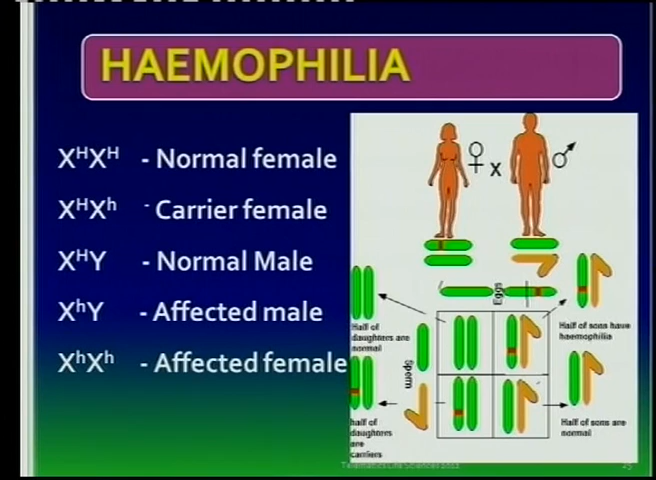 HAEMOPHILIA
XᴴXᴴ - Normal female
XᴴXʰ - Carrier female
XᴴY - Normal Male
XʰY - Affected male
XʰXʰ - Affected female
♀ x ♂
Eggs
Sperm
Half of
daughters are
normal
Half of sons have
haemophilia
half of
daughters
are
carriers
Half of sons are
normal